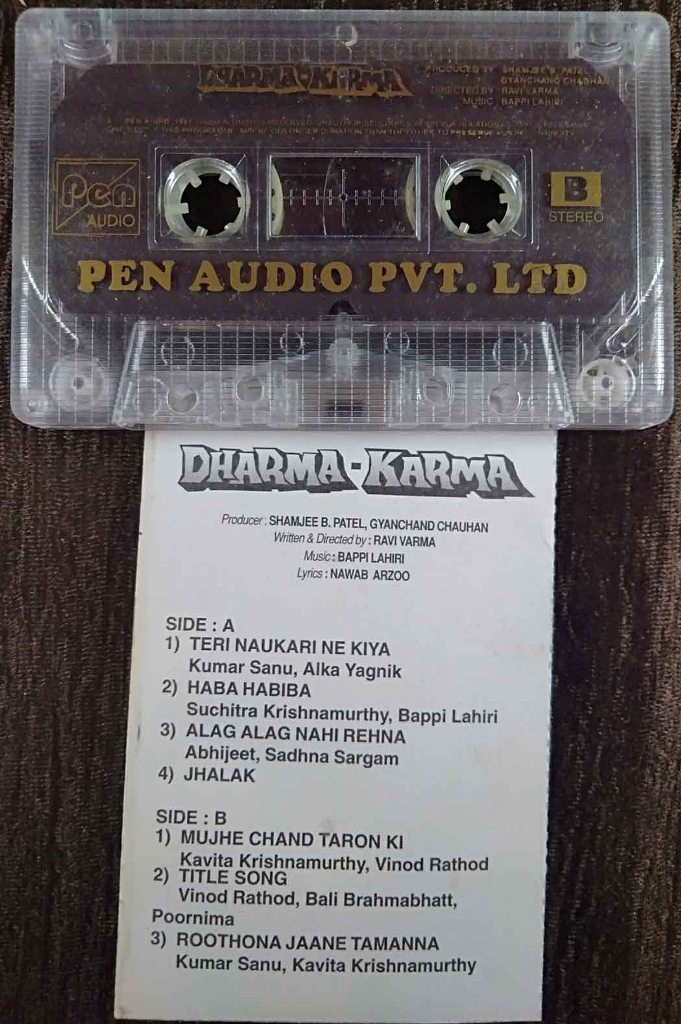 DHARMA-KARMA
PRODUCED BY SHAMJEE B. PATEL
GYANCHAND CHAUHAN
DIRECTED BY RAVI VARMA
MUSIC BAPPI LAHIRI
Pen
AUDIO
B
STEREO
PEN AUDIO PVT. LTD
DHARMA-KARMA
Producer : SHAMJEE B. PATEL, GYANCHAND CHAUHAN
Written & Directed by : RAVI VARMA
Music : BAPPI LAHIRI
Lyrics : NAWAB ARZOO
SIDE : A
1) TERI NAUKARI NE KIYA
Kumar Sanu, Alka Yagnik
2) HABA HABIBA
Suchitra Krishnamurthy, Bappi Lahiri
3) ALAG ALAG NAHI REHNA
Abhijeet, Sadhna Sargam
4) JHALAK
SIDE : B
1) MUJHE CHAND TARON KI
Kavita Krishnamurthy, Vinod Rathod
2) TITLE SONG
Vinod Rathod, Bali Brahmabhatt,
Poornima
3) ROOTHONA JAANE TAMANNA
Kumar Sanu, Kavita Krishnamurthy